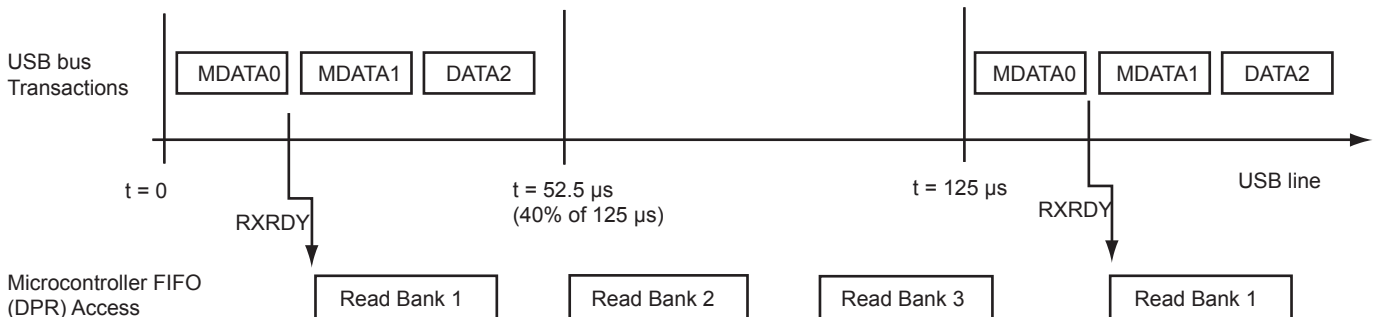 USB bus
Transactions
MDATA0 MDATA1 DATA2 MDATA0 MDATA1 DATA2
t = 0
t = 52.5 µs
(40% of 125 µs)
t = 125 µs
USB line
RXRDY RXRDY
Microcontroller FIFO
(DPR) Access
Read Bank 1 Read Bank 2 Read Bank 3 Read Bank 1